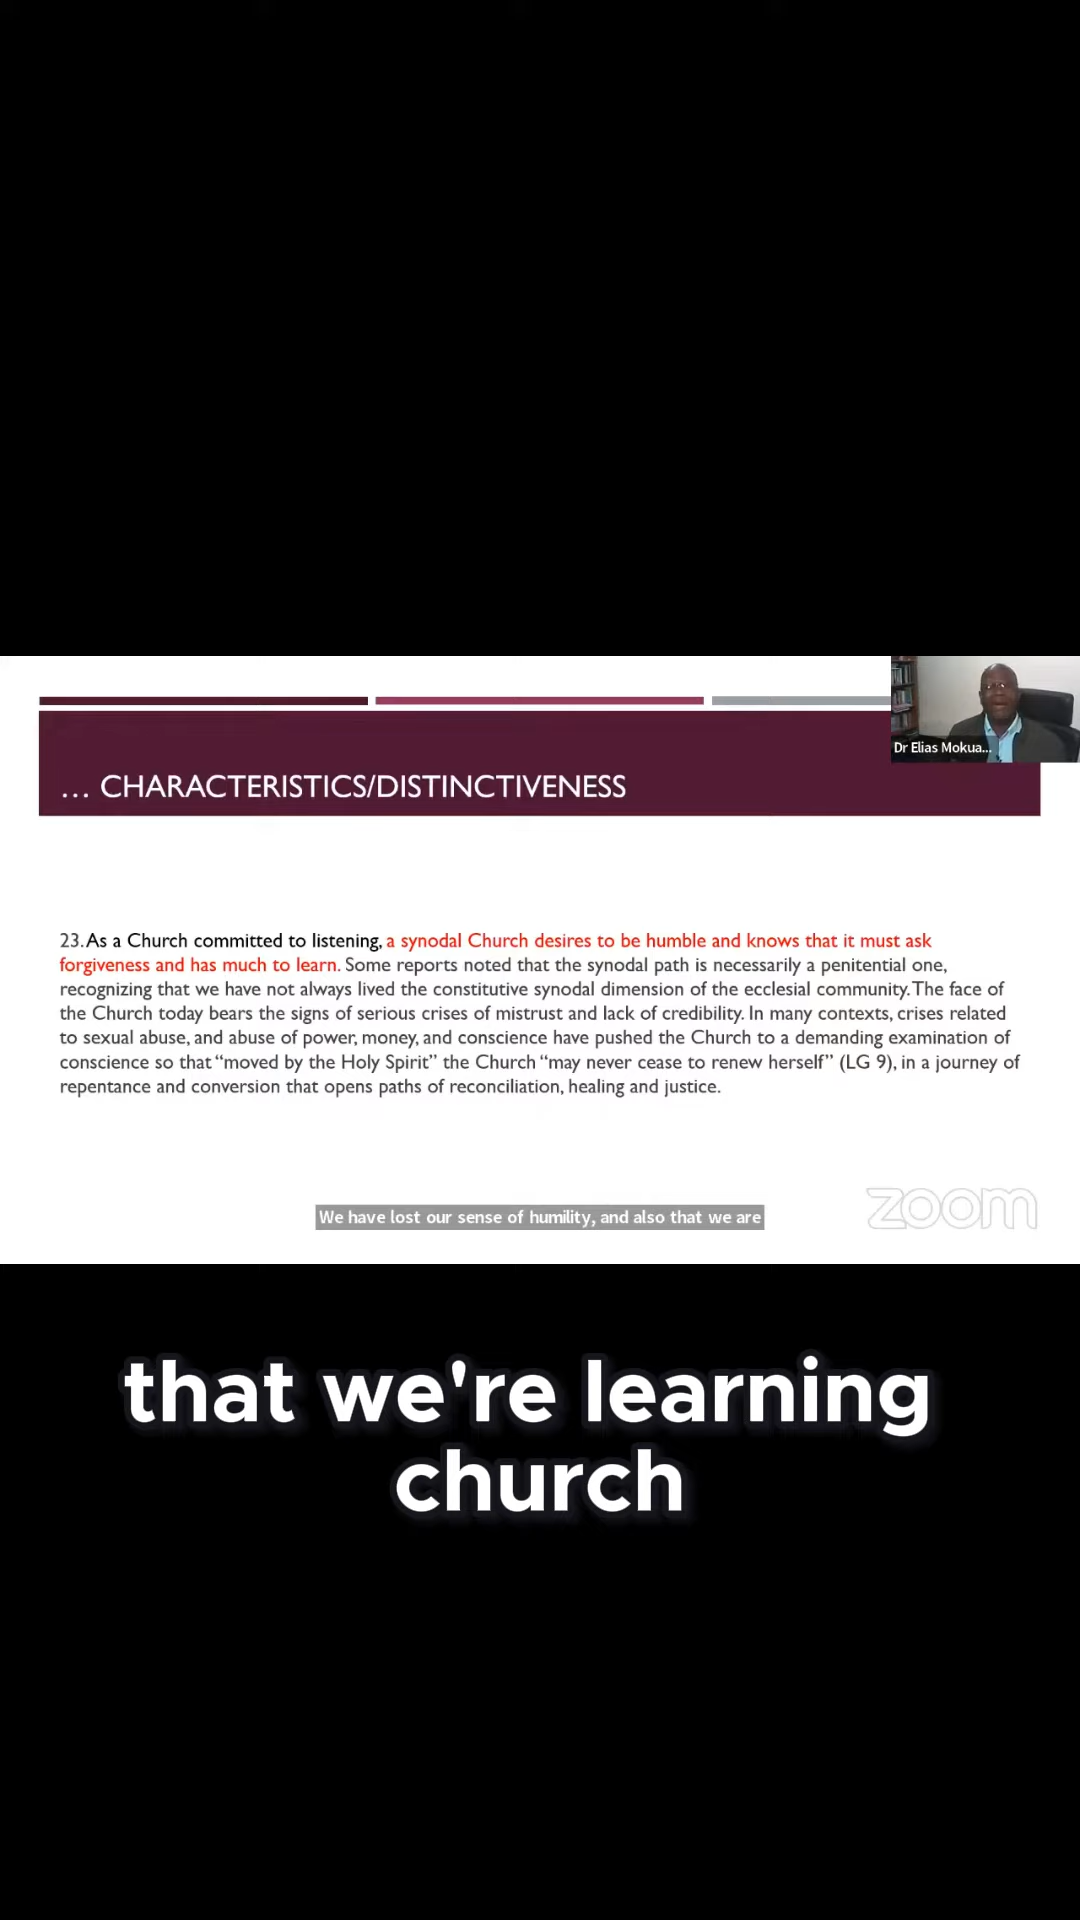 Dr Elias Mokua...
... CHARACTERISTICS/DISTINCTIVENESS
23. As a Church committed to listening, a synodal Church desires to be humble and knows that it must ask
forgiveness and has much to learn. Some reports noted that the synodal path is necessarily a penitential one,
recognizing that we have not always lived the constitutive synodal dimension of the ecclesial community. The face of
the Church today bears the signs of serious crises of mistrust and lack of credibility. In many contexts, crises related
to sexual abuse, and abuse of power, money, and conscience have pushed the Church to a demanding examination of
conscience so that “moved by the Holy Spirit” the Church “may never cease to renew herself” (LG 9), in a journey of
repentance and conversion that opens paths of reconciliation, healing and justice.
We have lost our sense of humility, and also that we are
zoom
that we're learning
church